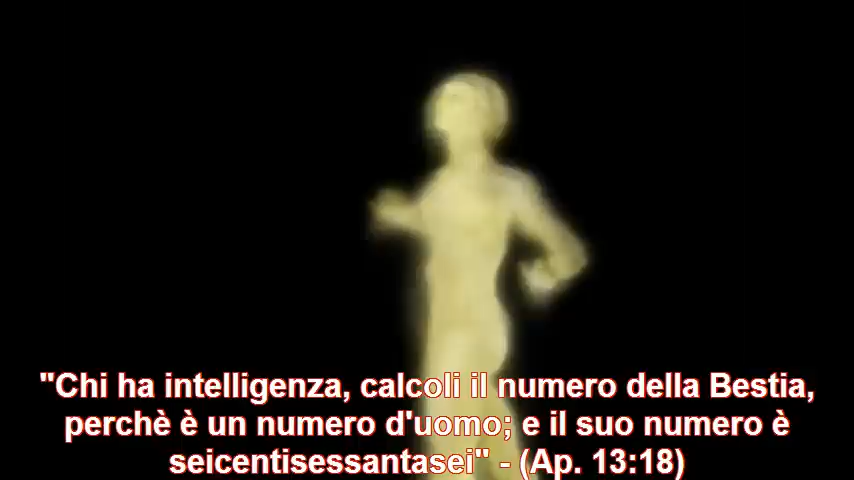 "Chi ha intelligenza, calcoli il numero della Bestia,
perchè è un numero d'uomo; e il suo numero è
seicentisessantasei" - (Ap. 13:18)